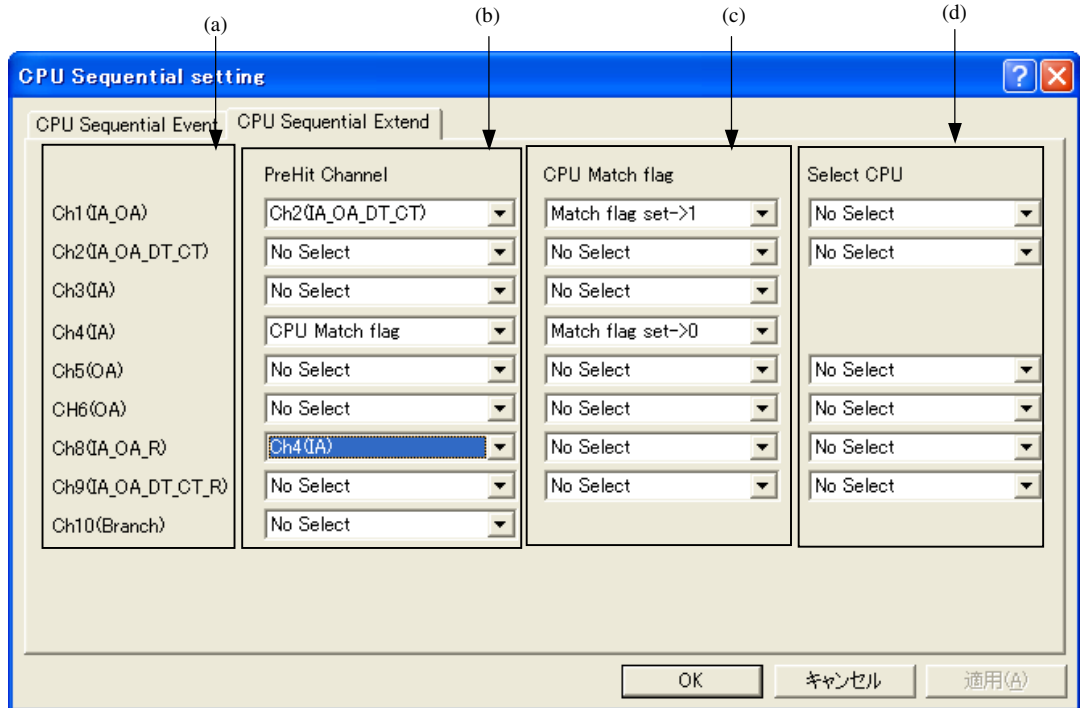 (a) (b) (c) (d)
CPU Sequential setting
CPU Sequential Event CPU Sequential Extend
PreHit Channel CPU Match flag Select CPU
Ch1(IA_OA) Ch2(IA_OA_DT_CT) Match flag set->1 No Select
Ch2(IA_OA_DT_CT) No Select No Select No Select
Ch3(IA) No Select No Select
Ch4(IA) CPU Match flag Match flag set->0
Ch5(OA) No Select No Select No Select
CH6(OA) No Select No Select No Select
Ch8(IA_OA_R) Ch4(IA) No Select No Select
Ch9(IA_OA_DT_CT_R) No Select No Select No Select
Ch10(Branch) No Select
OK キャンセル 適用(A)